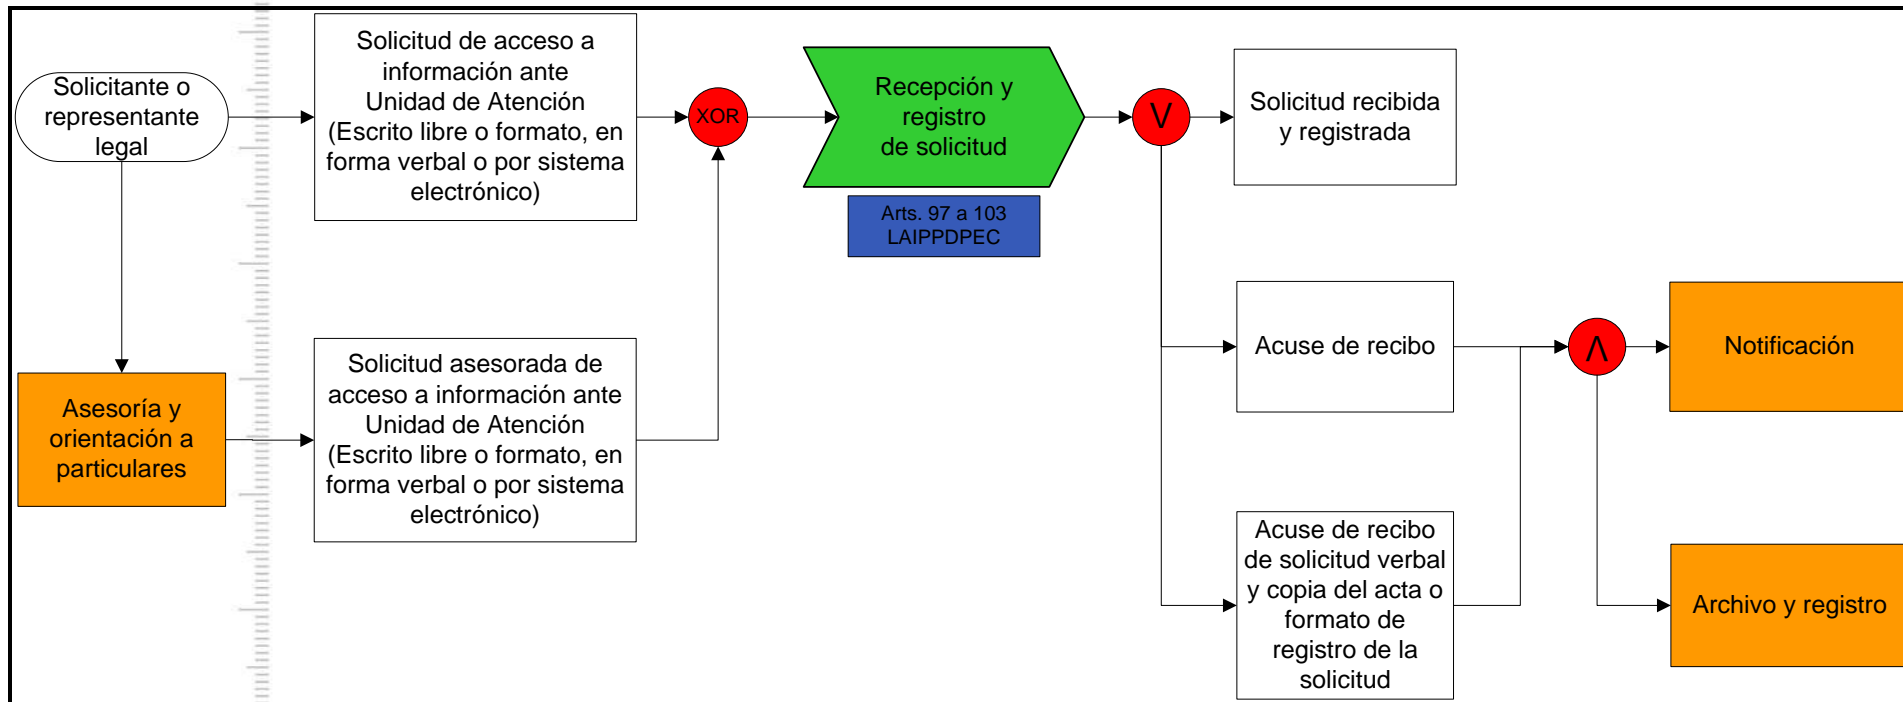 Solicitante o
representante
legal
Solicitud de acceso a
información ante
Unidad de Atención
(Escrito libre o formato, en
forma verbal o por sistema
electrónico)
XOR
Recepción y
registro
de solicitud
Arts. 97 a 103
LAIPPDPEC
V
Solicitud recibida
y registrada
Asesoría y
orientación a
particulares
Solicitud asesorada de
acceso a información ante
Unidad de Atención
(Escrito libre o formato, en
forma verbal o por sistema
electrónico)
Acuse de recibo
Λ
Notificación
Acuse de recibo
de solicitud verbal
y copia del acta o
formato de
registro de la
solicitud
Archivo y registro